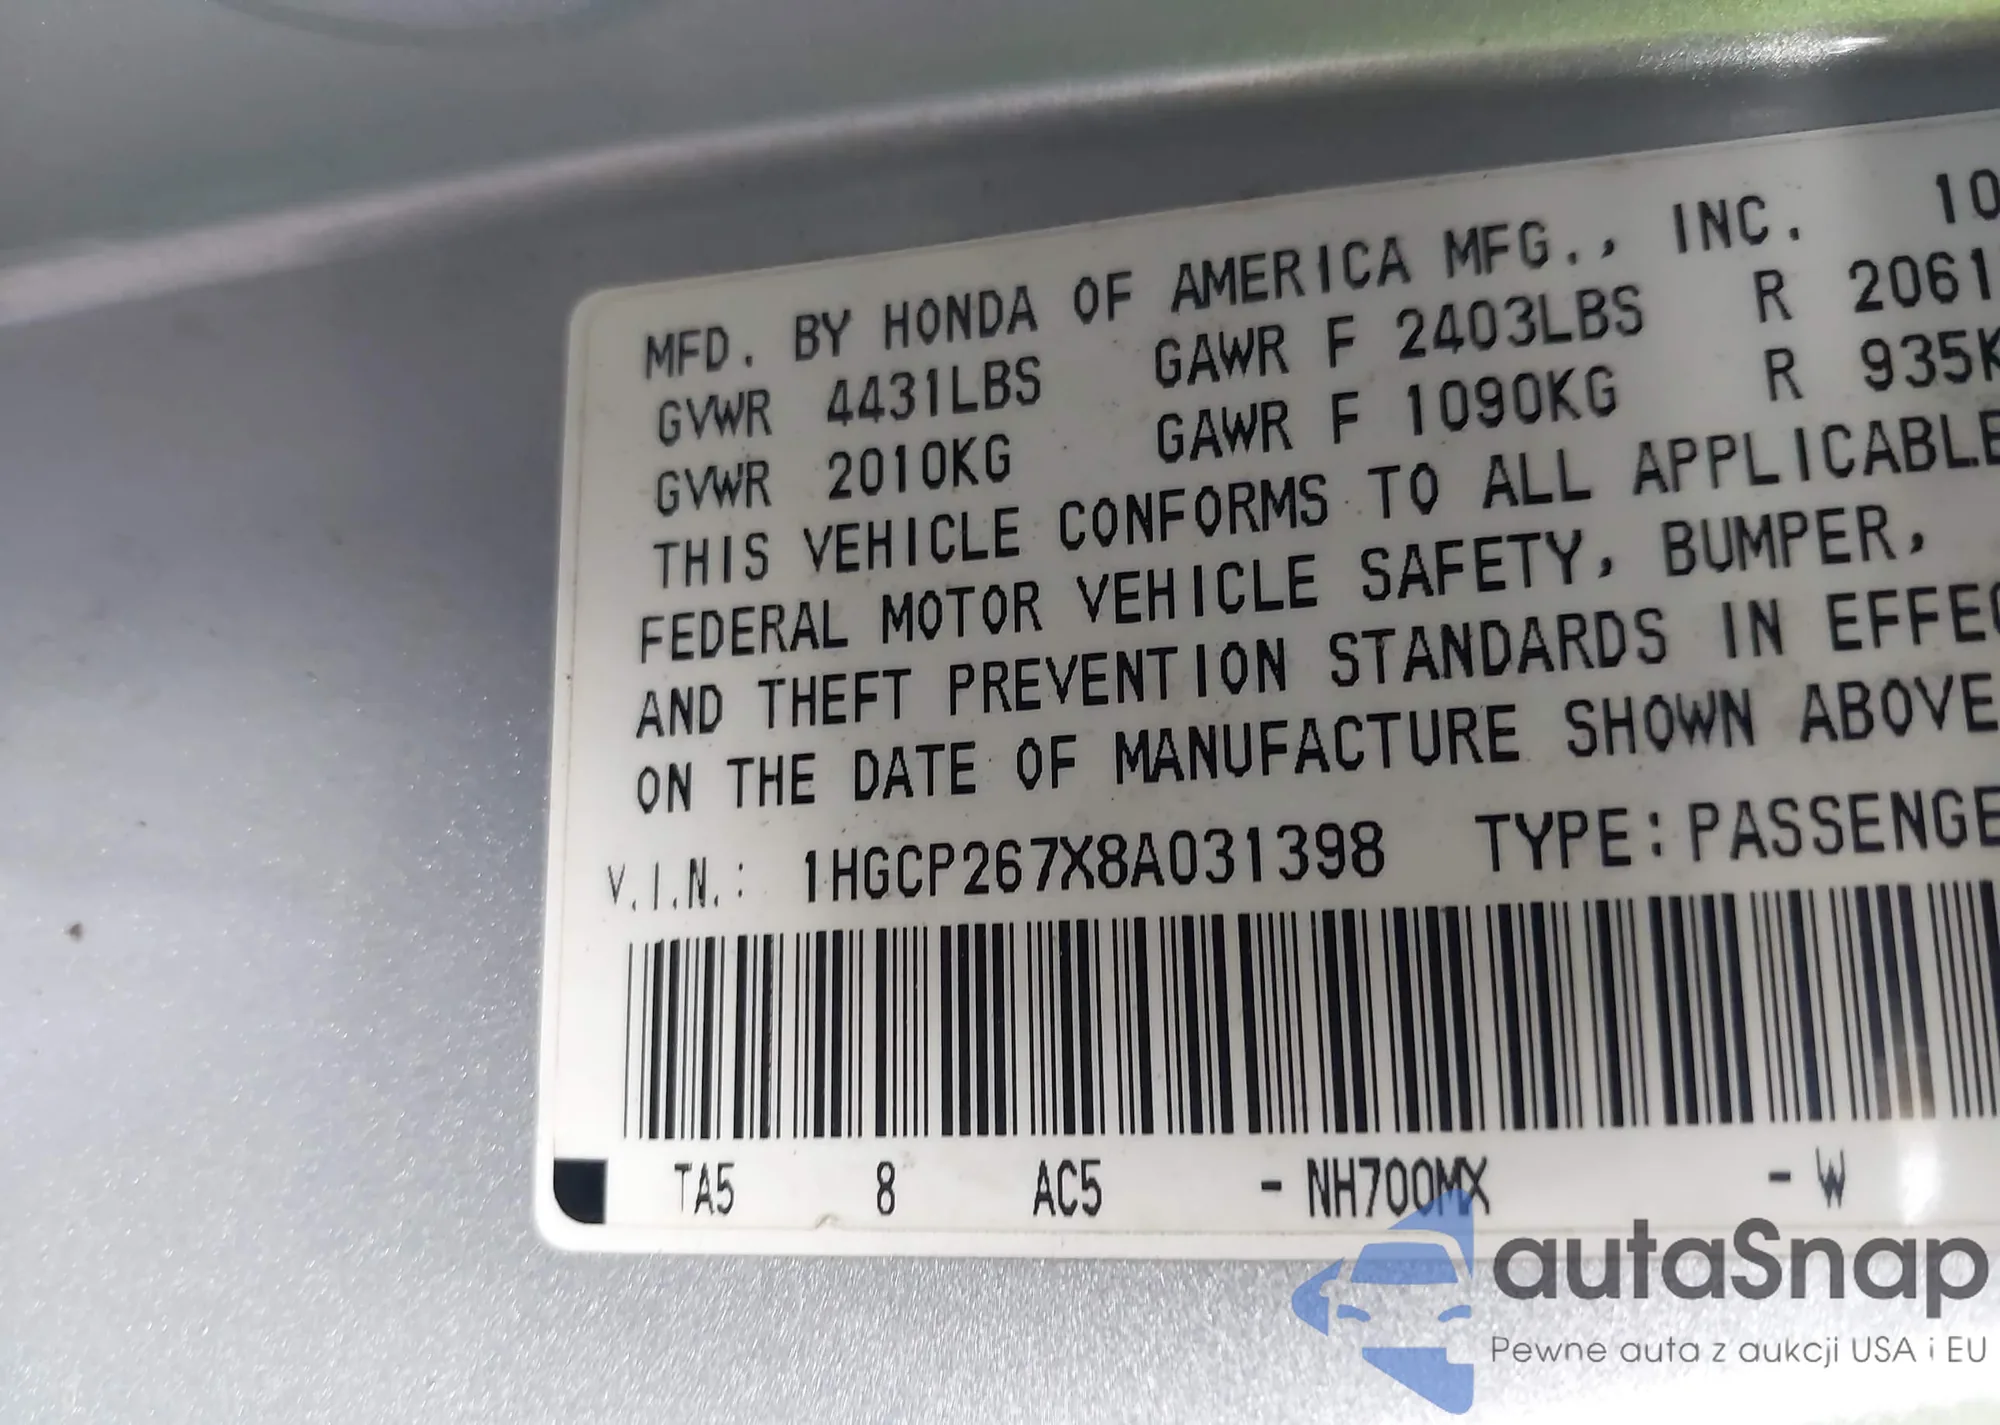 MFD. BY HONDA OF AMERICA MFG., INC. 10
GVWR 4431LBS GAWR F 2403LBS R 2061
GVWR 2010KG GAWR F 1090KG R 935K
THIS VEHICLE CONFORMS TO ALL APPLICABLE
FEDERAL MOTOR VEHICLE SAFETY, BUMPER,
AND THEFT PREVENTION STANDARDS IN EFFEC
ON THE DATE OF MANUFACTURE SHOWN ABOVE
V.I.N.: 1HGCP267X8A031398 TYPE: PASSENGE
TA5 8 AC5 - NH700MX - W
autaSnap
Pewne auta z aukcji USA i EU